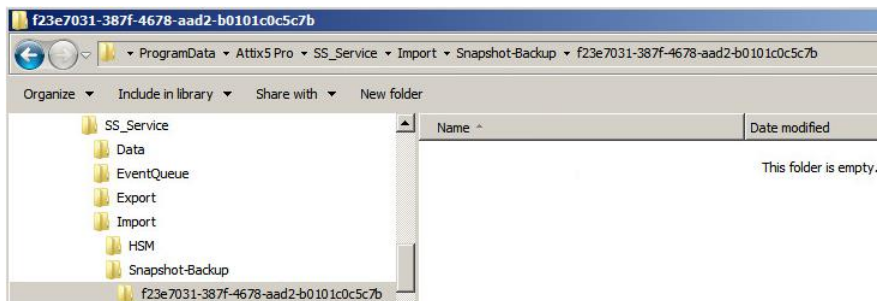 f23e7031-387f-4678-aad2-b0101c0c5c7b
ProgramData Attix5 Pro SS_Service Import Snapshot-Backup f23e7031-387f-4678-aad2-b0101c0c5c7b
Organize Include in library Share with New folder
SS_Service
Name Date modified
Data
This folder is empty.
EventQueue
Export
Import
HSM
Snapshot-Backup
f23e7031-387f-4678-aad2-b0101c0c5c7b